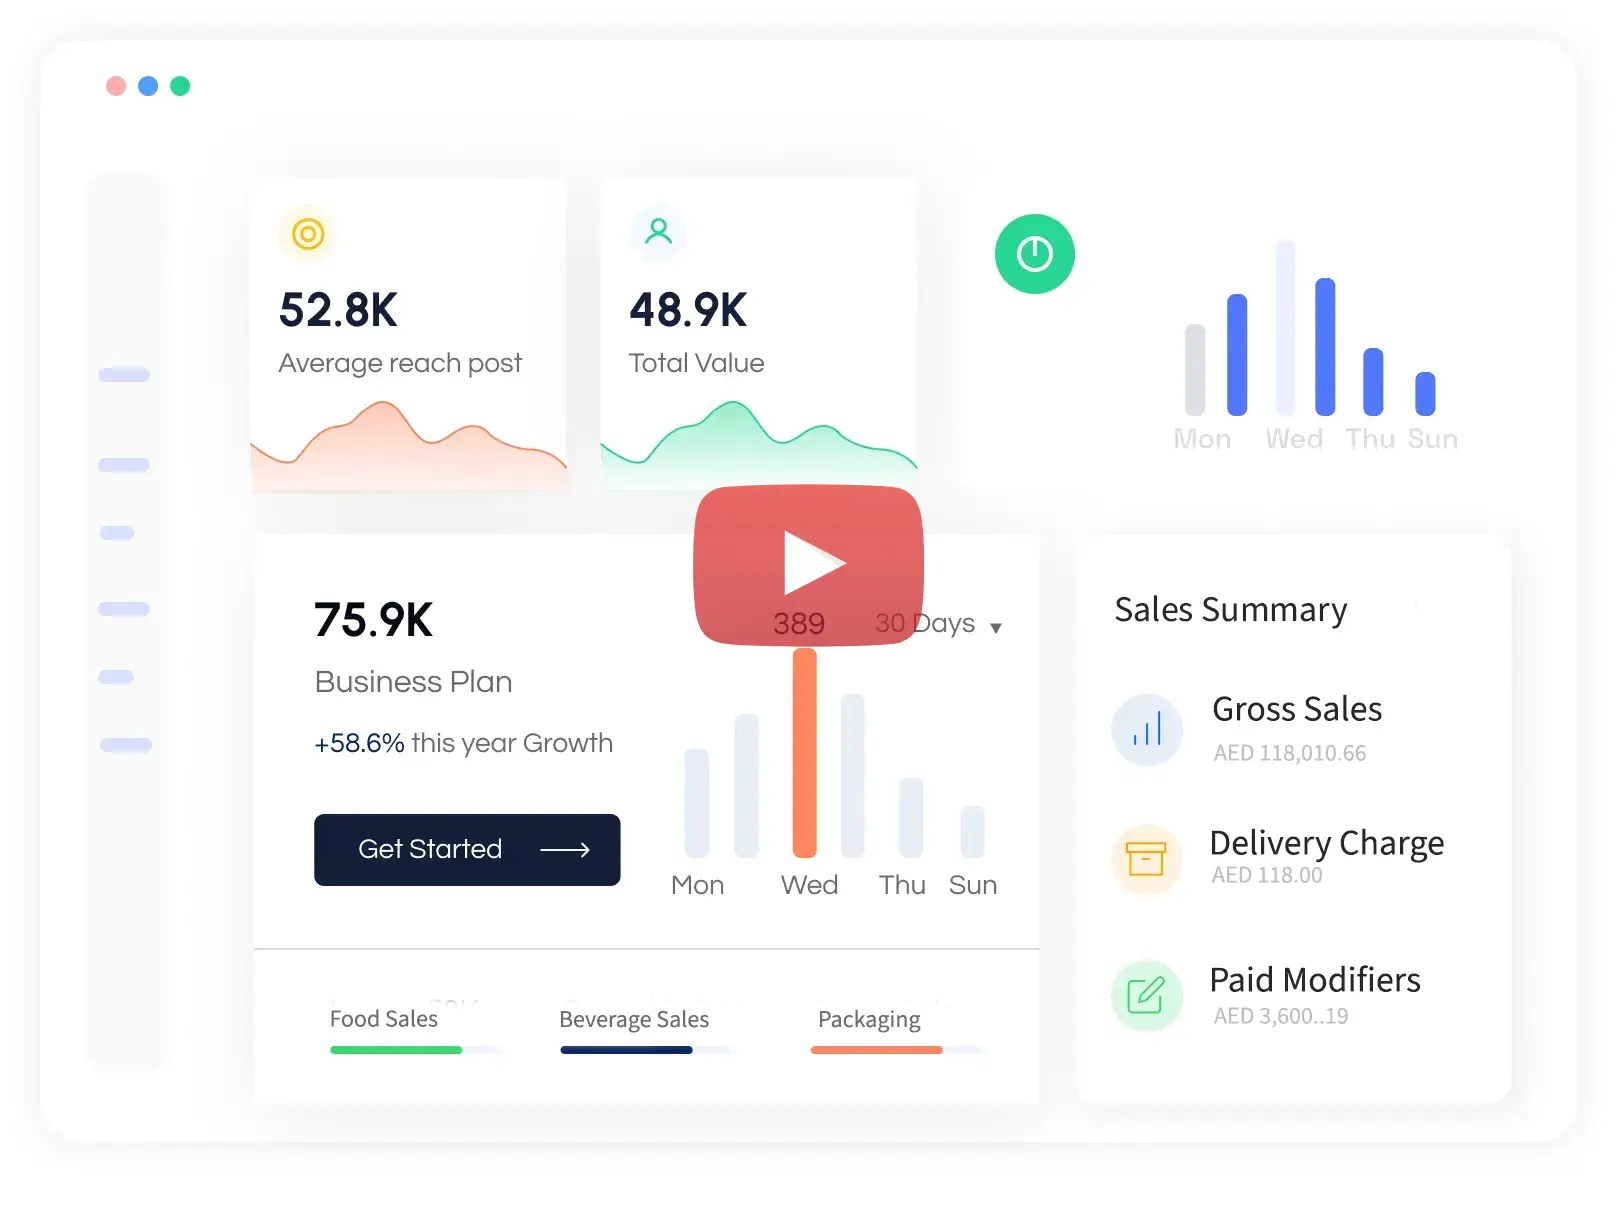 52.8K
Average reach post
48.9K
Total Value
Mon Wed Thu Sun
75.9K
Business Plan
+58.6% this year Growth
Get Started
389
30 Days
Mon Wed Thu Sun
Food Sales
Beverage Sales
Packaging
Sales Summary
Gross Sales
AED 118,010.66
Delivery Charge
AED 118.00
Paid Modifiers
AED 3,600..19